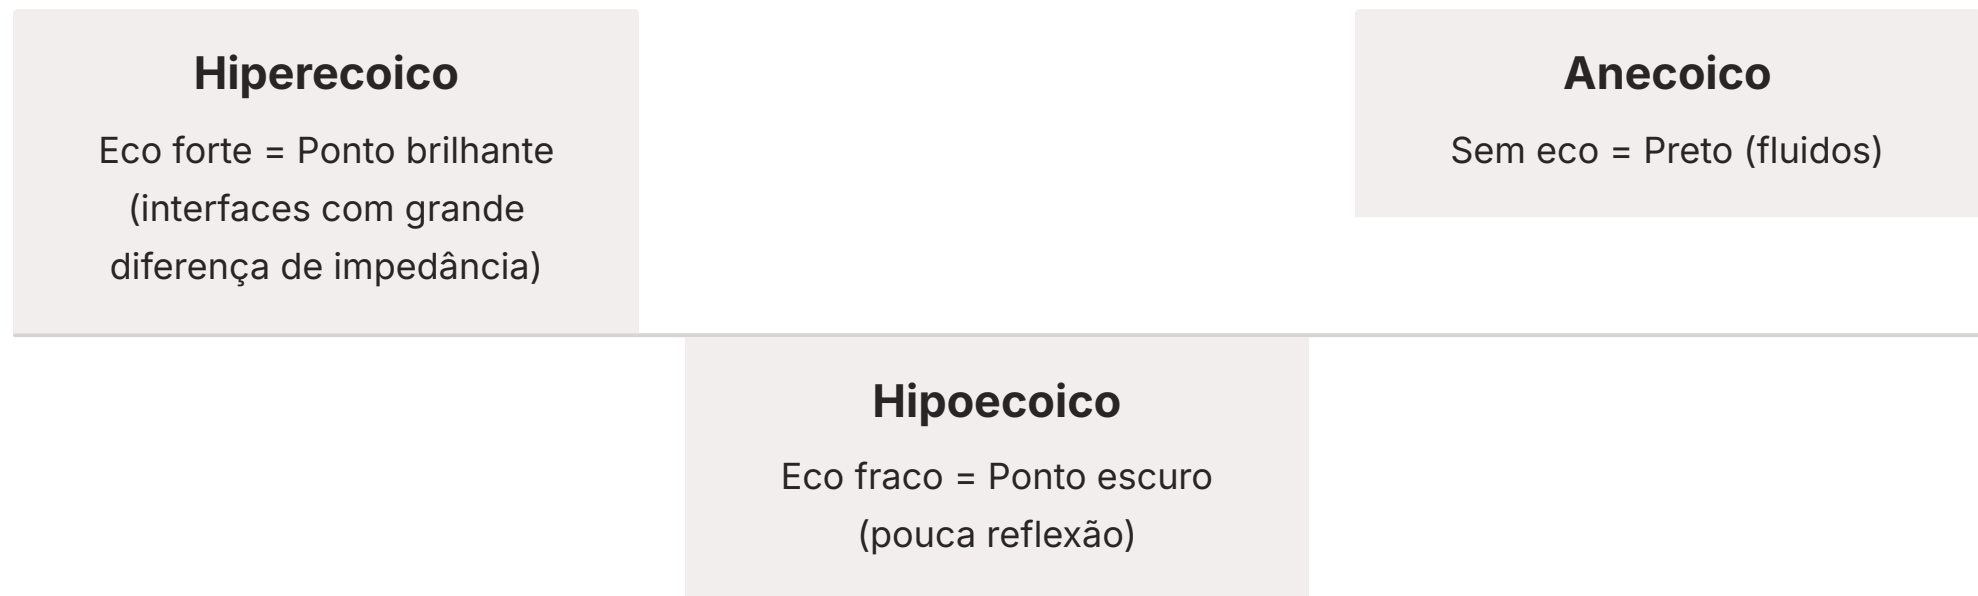 Hiperecoico
Eco forte = Ponto brilhante
(interfaces com grande
diferença de impedância)
Anecoico
Sem eco = Preto (fluidos)
Hipoecoico
Eco fraco = Ponto escuro
(pouca reflexão)